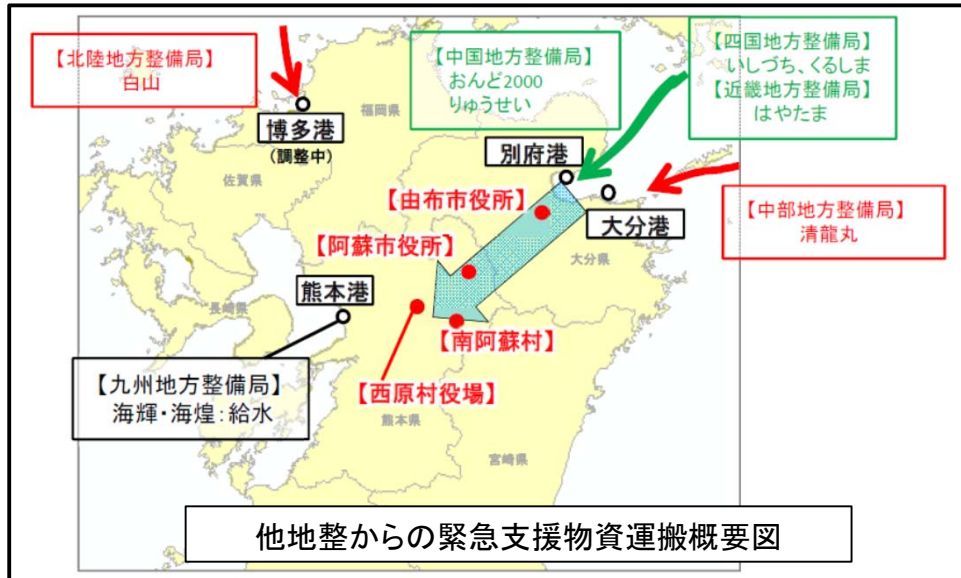 【北陸地方整備局】
白山
【中国地方整備局】
おんど2000
りゅうせい
【四国地方整備局】
いしづち、くるしま
【近畿地方整備局】
はやたま
福岡県
博多港
(調整中)
佐賀県
別府港
【由布市役所】
大分港
【中部地方整備局】
清龍丸
【阿蘇市役所】
大分県
熊本港
長崎県
【南阿蘇村】
【九州地方整備局】
海輝・海煌:給水
【西原村役場】
熊本県
宮崎県
他地整からの緊急支援物資運搬概要図